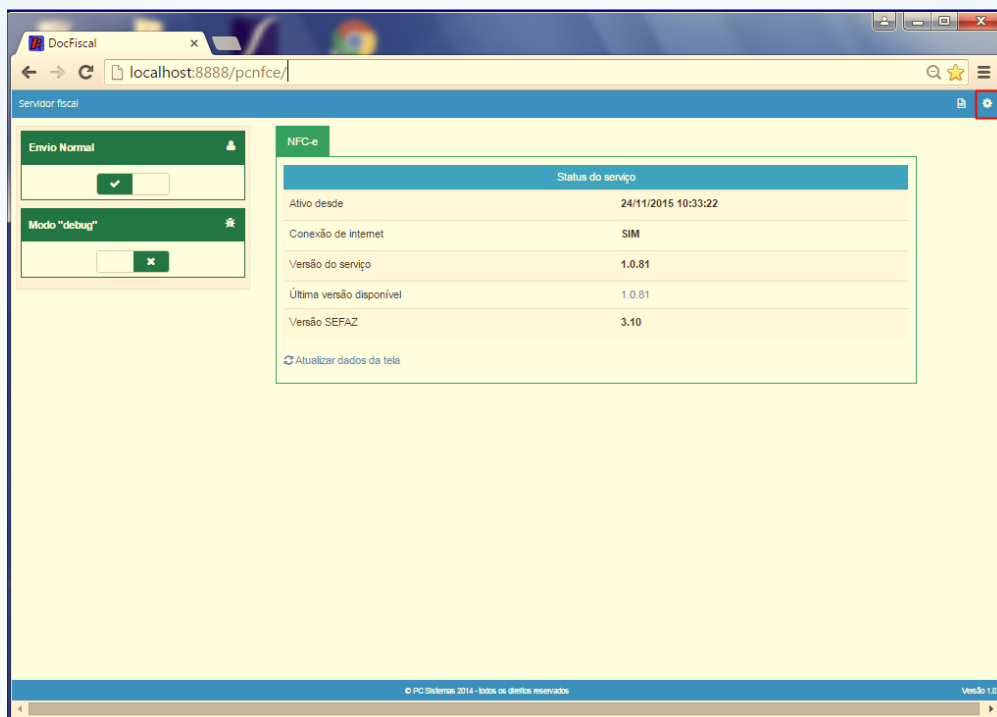 DocFiscal
localhost:8888/pcnfce/
Servidor fiscal
Envio Normal
Modo "debug"
NFC-e
Status do serviço
Ativo desde 24/11/2015 10:33:22
Conexão de internet SIM
Versão do serviço 1.0.81
Última versão disponível 1.0.81
Versão SEFAZ 3.10
Atualizar dados da tela
© PC Sistemas 2014 - todos os direitos reservados
Versão 1.0